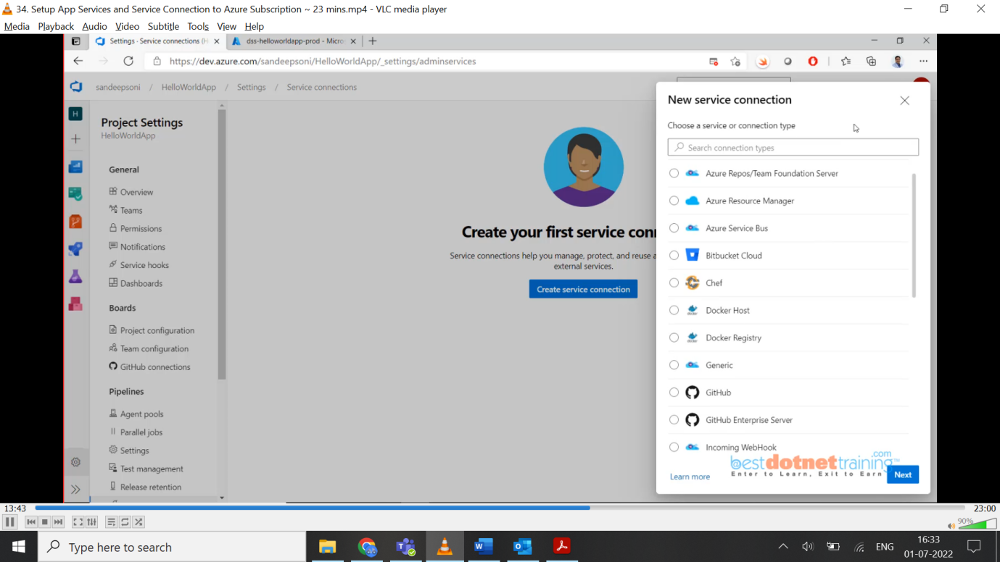 34. Setup App Services and Service Connection to Azure Subscription ~ 23 mins.mp4 - VLC media player
Media Playback Audio Video Subtitle Tools View Help
Settings - Service connections (H
dss-helloworldapp-prod - Micro
https://dev.azure.com/sandeepsoni/HelloWorldApp/_settings/adminservices
sandeepsoni / HelloWorldApp / Settings / Service connections
H
Project Settings
HelloWorldApp
General
Overview
Teams
Permissions
Notifications
Service hooks
Dashboards
Boards
Project configuration
Team configuration
GitHub connections
Pipelines
Agent pools
Parallel jobs
Settings
Test management
Release retention
Create your first service conn
Service connections help you manage, protect, and reuse a
external services.
Create service connection
New service connection
Choose a service or connection type
Search connection types
Azure Repos/Team Foundation Server
Azure Resource Manager
Azure Service Bus
Bitbucket Cloud
Chef
Docker Host
Docker Registry
Generic
GitHub
GitHub Enterprise Server
Incoming WebHook
@bestdotnettraining.com™
Enter to Learn, Exit to Earn
Learn more
Next
13:43
23:00
90%
Type here to search
ENG
16:33
01-07-2022